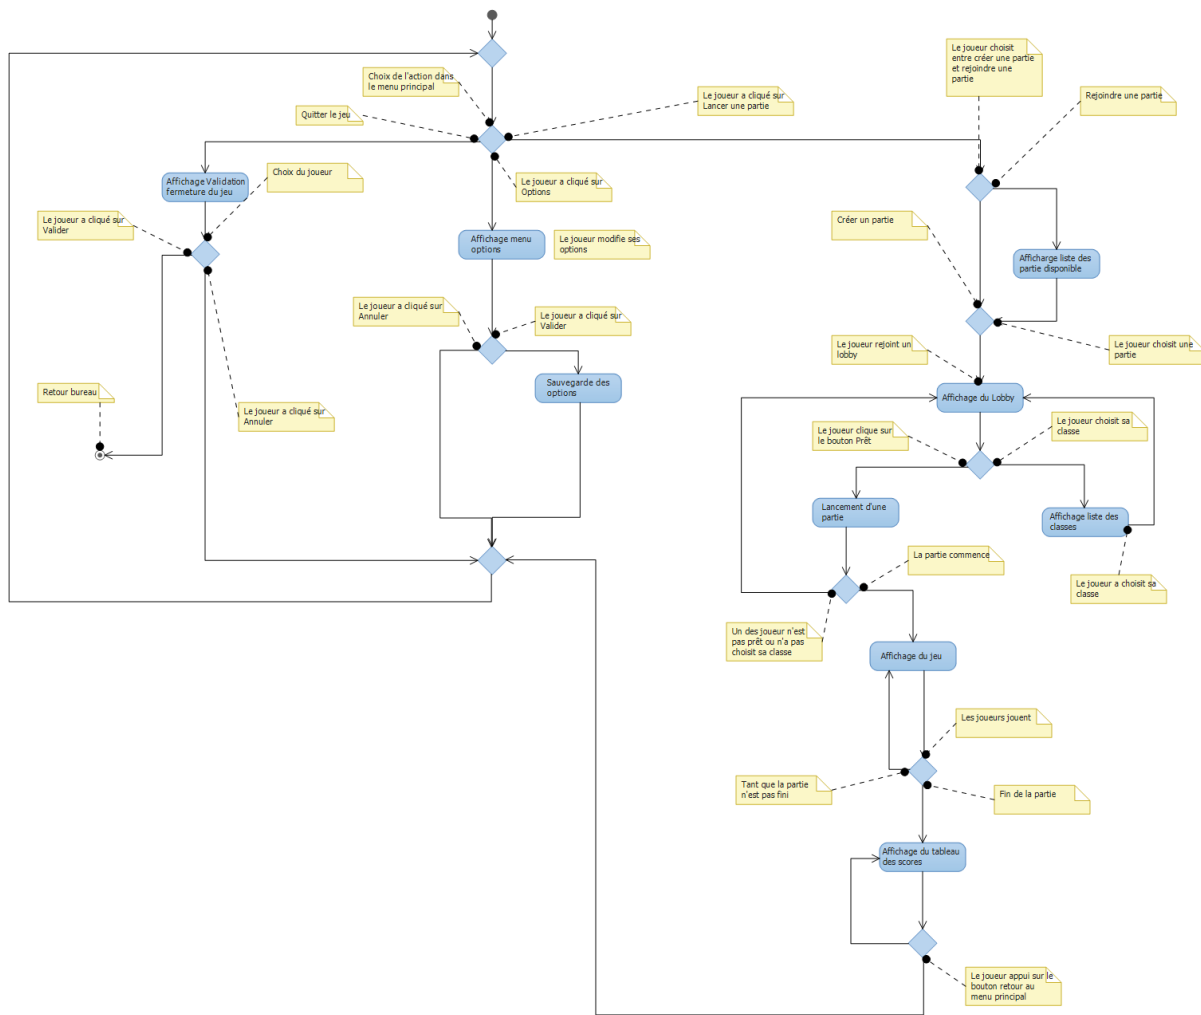 Le joueur choisit
entre créer une partie
et rejoindre une
partie
Choix de l'action dans
le menu principal
Le joueur a cliqué sur
Lancer une partie
Rejoindre une partie
Quitter le jeu
Choix du joueur
Affichage Validation
fermeture du jeu
Le joueur a cliqué sur
Options
Le joueur a cliqué sur
Valider
Créer un partie
Affichage menu
options
Le joueur modifie ses
options
Afficharge liste des
partie disponible
Le joueur a cliqué sur
Annuler
Le joueur a cliqué sur
Valider
Le joueur rejoint un
lobby
Le joueur choisit une
partie
Retour bureau
Sauvegarde des
options
Affichage du Lobby
Le joueur a cliqué sur
Annuler
Le joueur clique sur
le bouton Prêt
Le joueur choisit sa
classe
Lancement d'une
partie
Affichage liste des
classes
La partie commence
Le joueur a choisit sa
classe
Un des joueur n'est
pas prêt ou n'a pas
choisit sa classe
Affichage du jeu
Les joueurs jouent
Tant que la partie
n'est pas fini
Fin de la partie
Affichage du tableau
des scores
Le joueur appui sur le
bouton retour au
menu principal